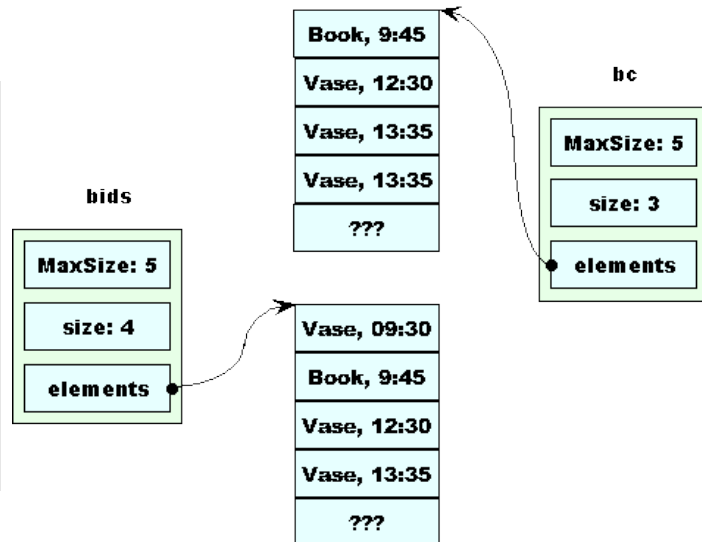 Book, 9:45
Vase, 12:30
Vase, 13:35
Vase, 13:35
???
bc
MaxSize: 5
size: 3
elements
bids
MaxSize: 5
size: 4
elements
Vase, 09:30
Book, 9:45
Vase, 12:30
Vase, 13:35
???